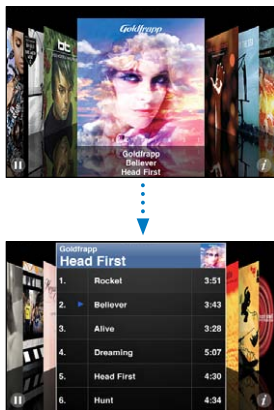 Goldfrapp
bt
Goldfrapp
Believer
Head First
i
Goldfrapp
Head First
1. Rocket 3:51
2. Believer 3:43
3. Alive 3:28
4. Dreaming 5:07
5. Head First 4:30
6. Hunt 4:34
i